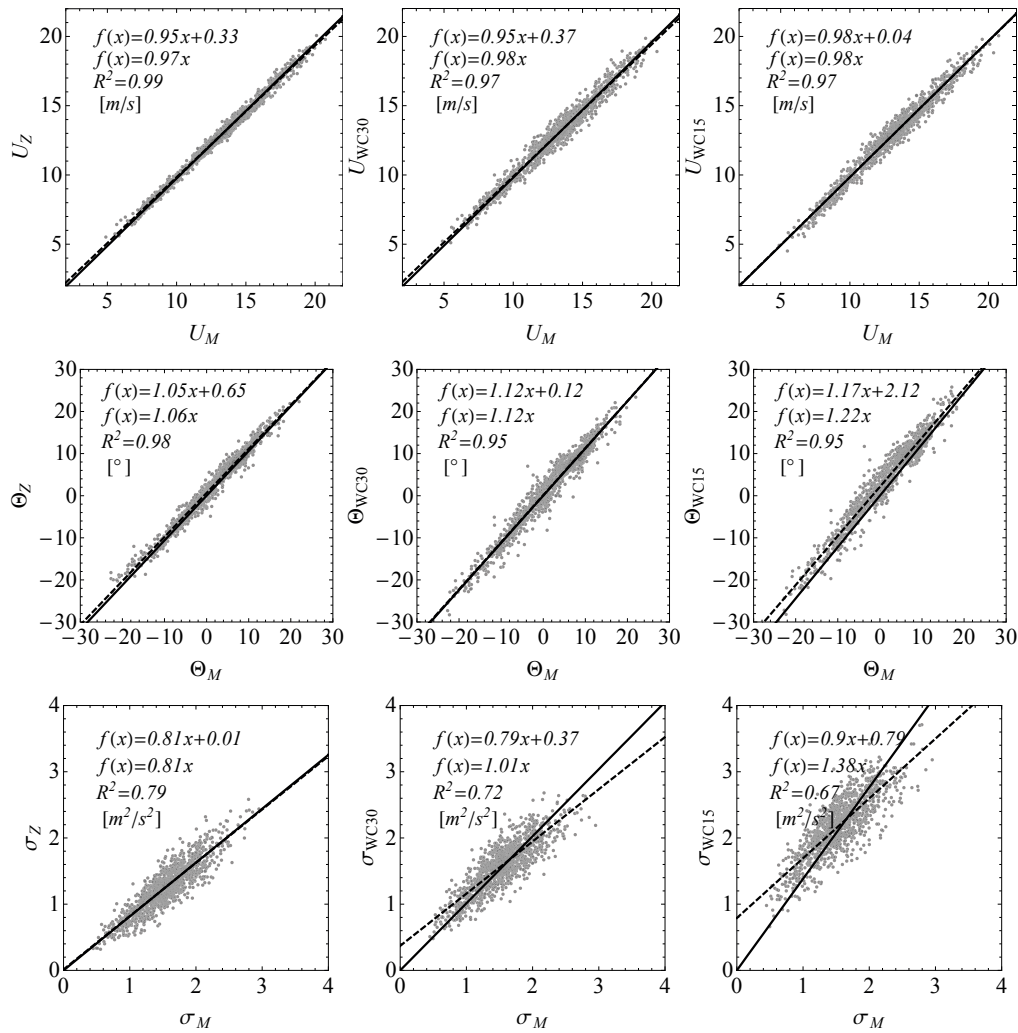 f(x)=0.95x+0.33
f(x)=0.97x
R²=0.99
[m/s]
20
15
10
5
5 10 15 20
U_Z
U_M
f(x)=0.95x+0.37
f(x)=0.98x
R²=0.97
[m/s]
20
15
10
5
5 10 15 20
U_WC30
U_M
f(x)=0.98x+0.04
f(x)=0.98x
R²=0.97
[m/s]
20
15
10
5
5 10 15 20
U_WC15
U_M
f(x)=1.05x+0.65
f(x)=1.06x
R²=0.98
[°]
30
20
10
0
−10
−20
−30
−30 −20 −10 0 10 20 30
Θ_Z
Θ_M
f(x)=1.12x+0.12
f(x)=1.12x
R²=0.95
[°]
30
20
10
0
−10
−20
−30
−30 −20 −10 0 10 20 30
Θ_WC30
Θ_M
f(x)=1.17x+2.12
f(x)=1.22x
R²=0.95
[°]
30
20
10
0
−10
−20
−30
−30 −20 −10 0 10 20 30
Θ_WC15
Θ_M
f(x)=0.81x+0.01
f(x)=0.81x
R²=0.79
[m²/s²]
4
3
2
1
0
0 1 2 3 4
σ_Z
σ_M
f(x)=0.79x+0.37
f(x)=1.01x
R²=0.72
[m²/s²]
4
3
2
1
0
0 1 2 3 4
σ_WC30
σ_M
f(x)=0.9x+0.79
f(x)=1.38x
R²=0.67
[m²/s²]
4
3
2
1
0
0 1 2 3 4
σ_WC15
σ_M